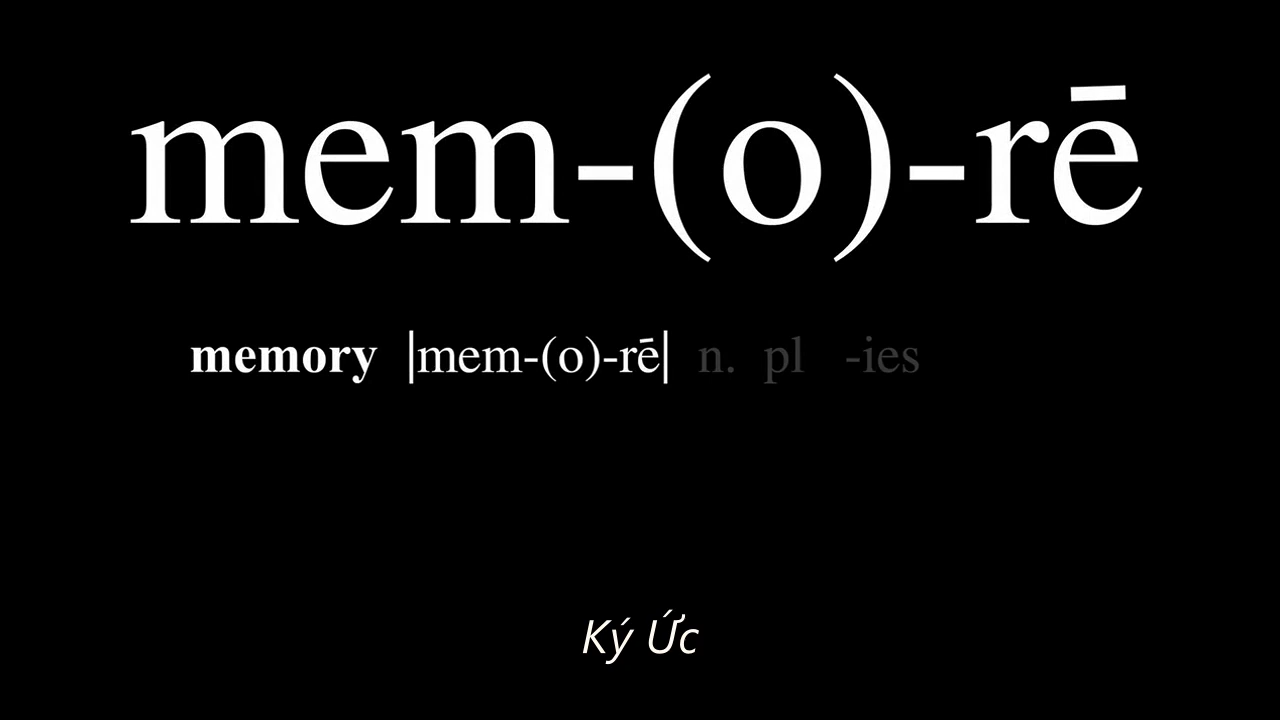 mem-(o)-rē
memory |mem-(o)-rē| n. pl -ies
Ký Ức